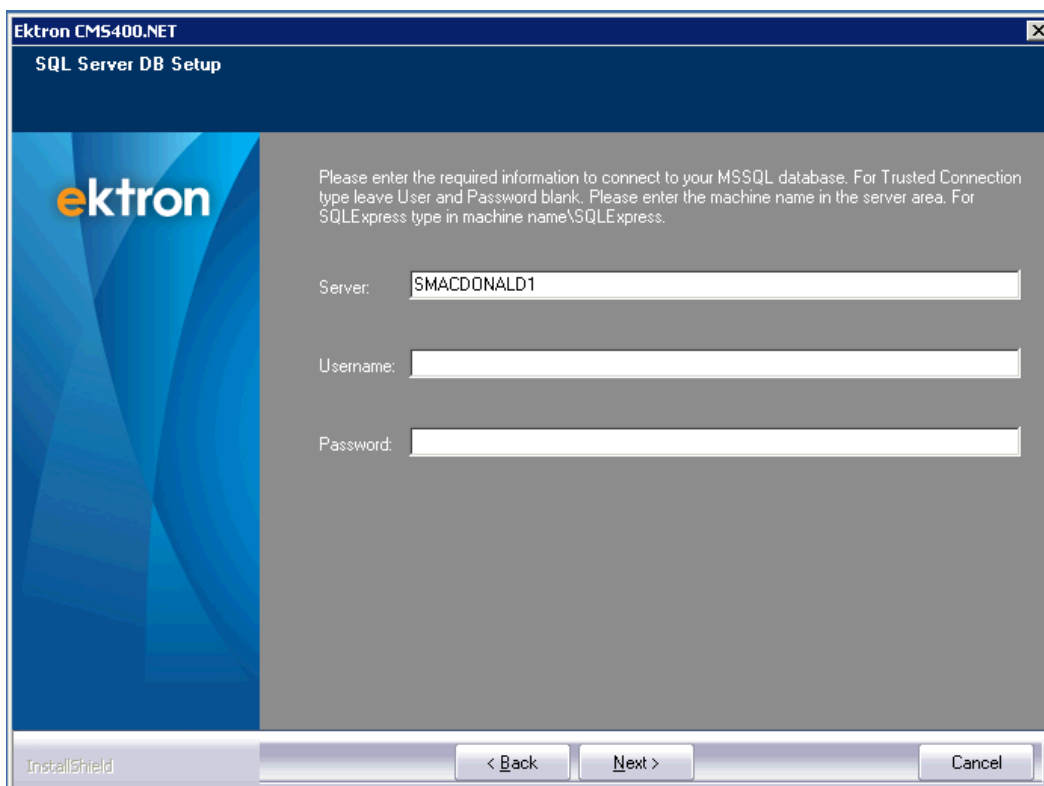 Ektron CMS400.NET
SQL Server DB Setup
ektron
Please enter the required information to connect to your MSSQL database. For Trusted Connection
type leave User and Password blank. Please enter the machine name in the server area. For
SQLExpress type in machine name\SQLExpress.
Server: SMACDONALD1
Username:
Password:
InstallShield
< Back Next > Cancel